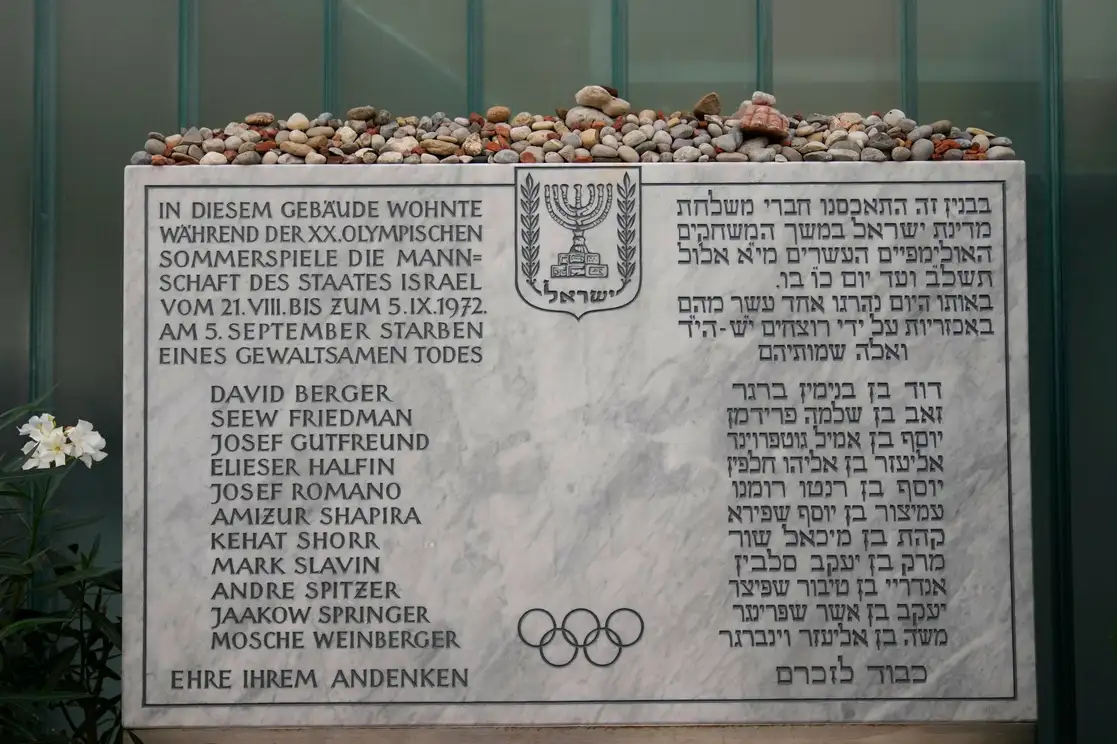 IN DIESEM GEBÄUDE WOHNTE
WÄHREND DER XX. OLYMPISCHEN
SOMMERSPIELE DIE MANN=
SCHAFT DES STAATES ISRAEL
VOM 21. VIII. BIS ZUM 5. IX. 1972.
AM 5. SEPTEMBER STARBEN
EINES GEWALTSAMEN TODES
DAVID BERGER
SEEW FRIEDMAN
JOSEF GUTFREUND
ELIESER HALFIN
JOSEF ROMANO
AMIZUR SHAPIRA
KEHAT SHORR
MARK SLAVIN
ANDRE SPITZER
JAAKOW SPRINGER
MOSCHE WEINBERGER
EHRE IHREM ANDENKEN
ישראל
בבנין זה התאכסנו חברי משלחת
מדינת ישראל במשך המשחקים
האולימפיים העשרים מי״א אלול
תשל״ב ועד יום כ״ו בו.
באותו היום נהרגו אחד עשר מהם
באכזריות על ידי רוצחים יש״-הי״ד
ואלה שמותיהם
דוד בן בנימין ברגר
זאב בן שלמה פרידמן
יוסף בן אמיל גוטפרוינד
אליעזר בן אליהו חלפין
יוסף בן רנטו רומנו
עמיצור בן יוסף שפירא
קהת בן מיכאל שור
מרק בן יעקב סלבין
אנדריי בן טיבור שפיצר
יעקב בן אשר שפרינגר
משה בן אליעזר וינברגר
כבוד לזכרם